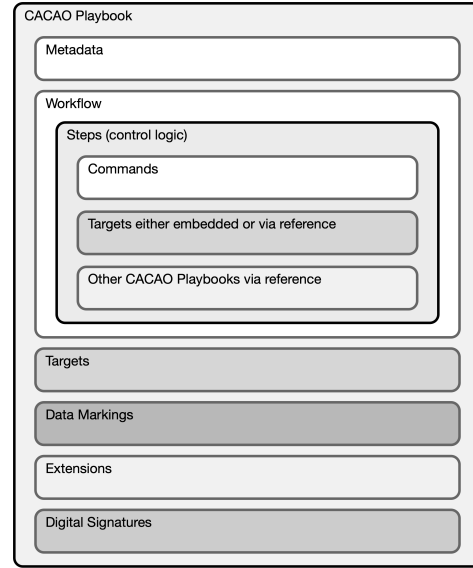 CACAO Playbook
Metadata
Workflow
Steps (control logic)
Commands
Targets either embedded or via reference
Other CACAO Playbooks via reference
Targets
Data Markings
Extensions
Digital Signatures